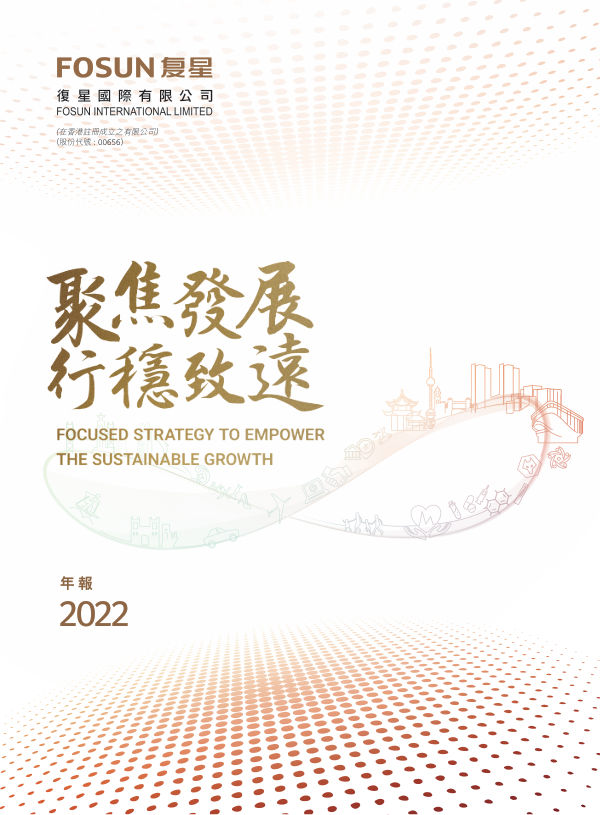 FOSUN 复星
復星國際有限公司
FOSUN INTERNATIONAL LIMITED
(在香港註冊成立之有限公司)
(股份代號 : 00656)
聚焦發展
行穩致遠
FOCUSED STRATEGY TO EMPOWER
THE SUSTAINABLE GROWTH
年報
2022